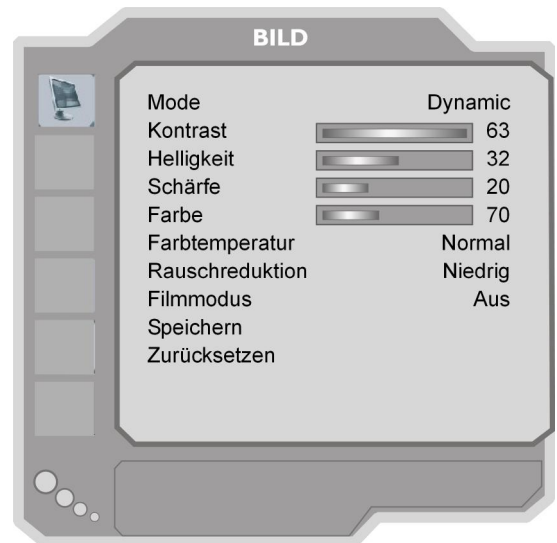 BILD
Mode Dynamic
Kontrast 63
Helligkeit 32
Schärfe 20
Farbe 70
Farbtemperatur Normal
Rauschreduktion Niedrig
Filmmodus Aus
Speichern
Zurücksetzen